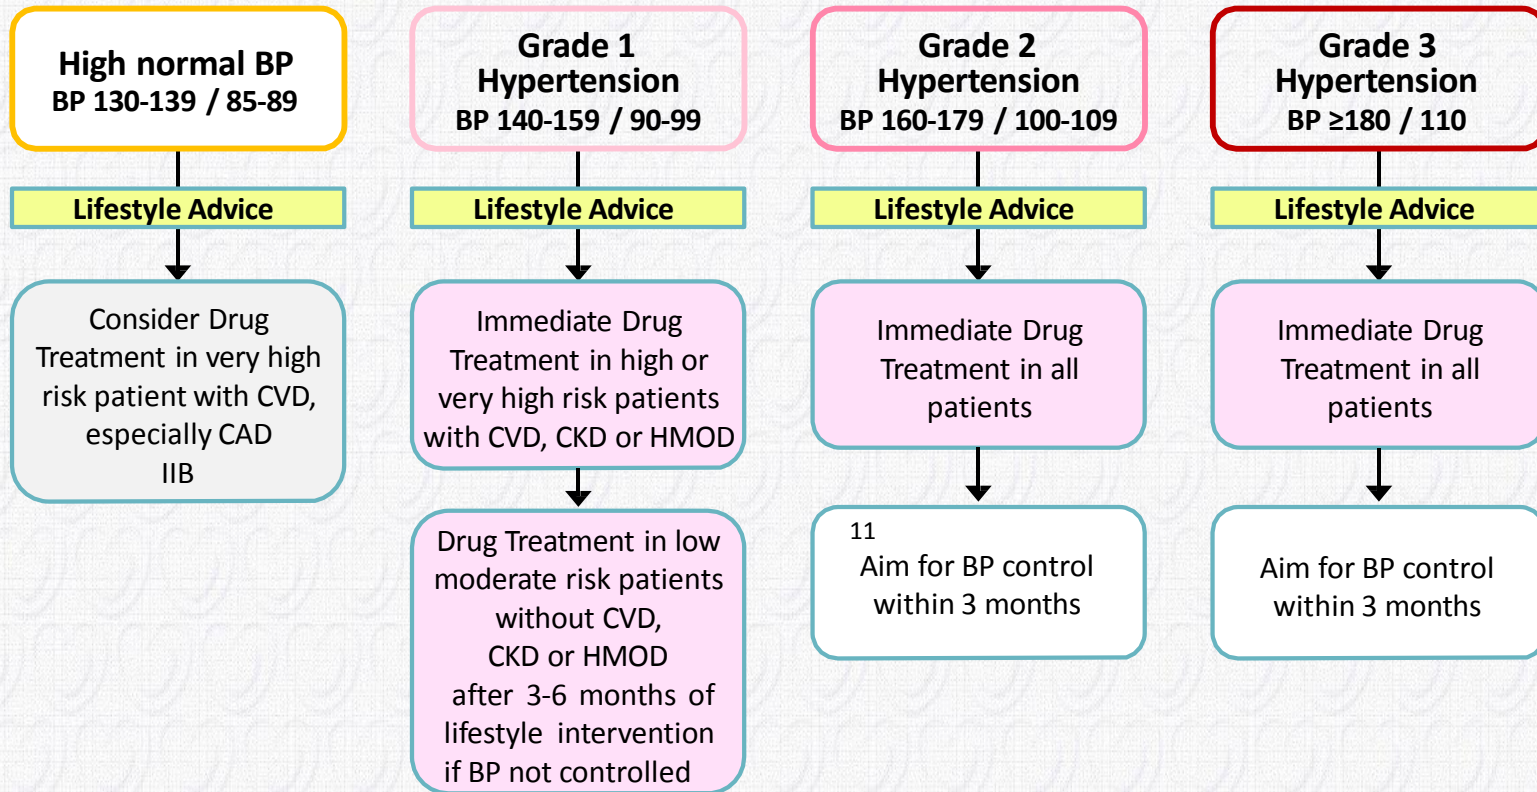 High normal BP
BP 130-139 / 85-89
Lifestyle Advice
Consider Drug
Treatment in very high
risk patient with CVD,
especially CAD
IIB
Grade 1
Hypertension
BP 140-159 / 90-99
Lifestyle Advice
Immediate Drug
Treatment in high or
very high risk patients
with CVD, CKD or HMOD
Drug Treatment in low
moderate risk patients
without CVD,
CKD or HMOD
after 3-6 months of
lifestyle intervention
if BP not controlled
Grade 2
Hypertension
BP 160-179 / 100-109
Lifestyle Advice
Immediate Drug
Treatment in all
patients
11
Aim for BP control
within 3 months
Grade 3
Hypertension
BP ≥180 / 110
Lifestyle Advice
Immediate Drug
Treatment in all
patients
Aim for BP control
within 3 months